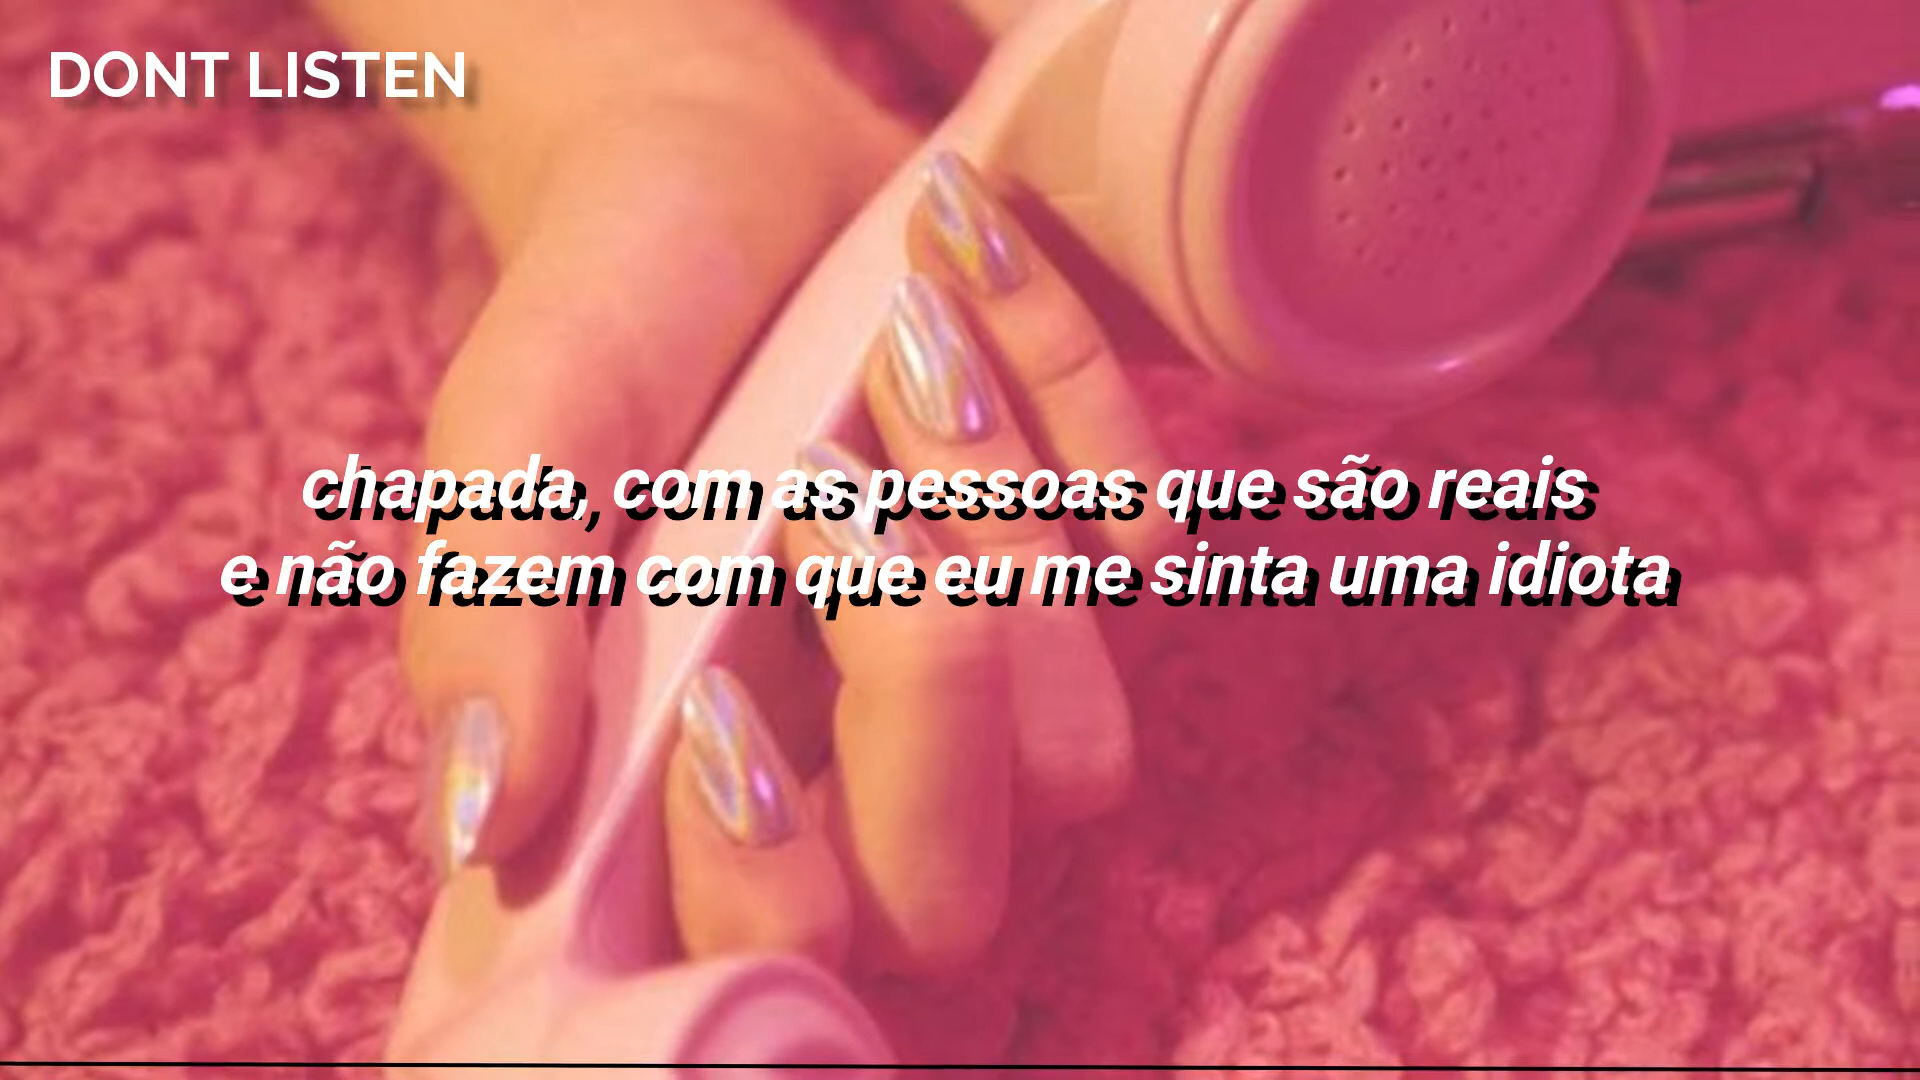 DONT LISTEN
chapada, com as pessoas que são reais
e não fazem com que eu me sinta uma idiota